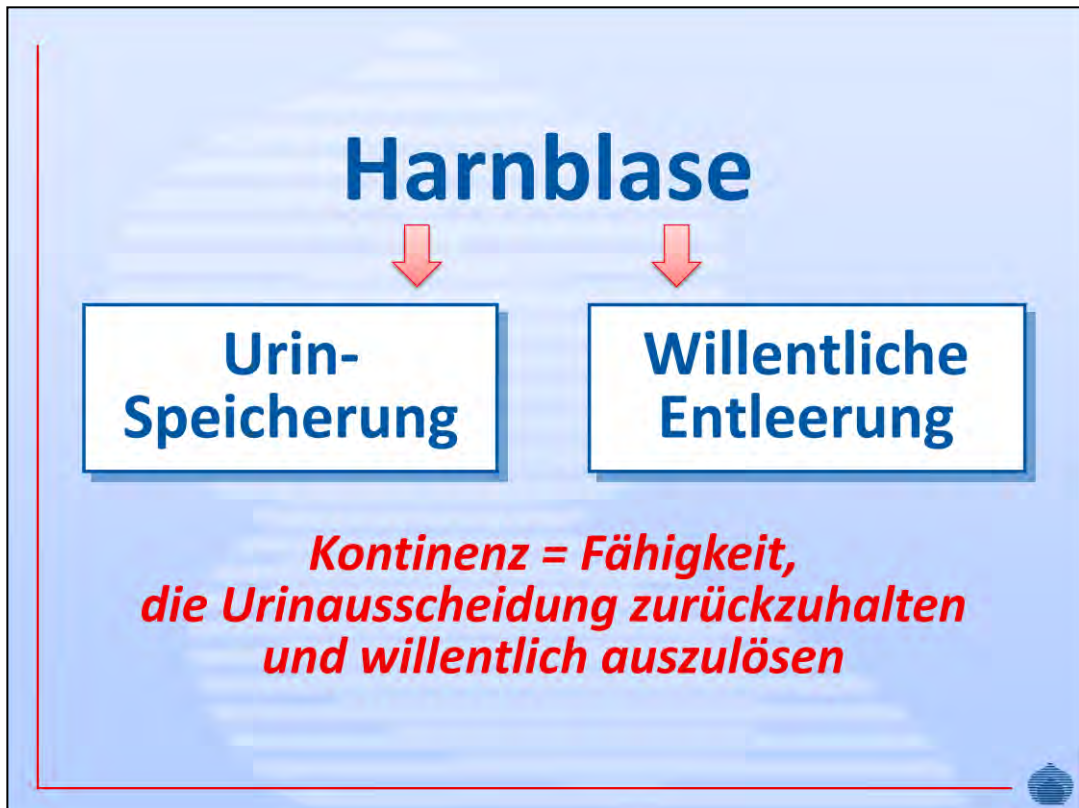 Harnblase
Urin-
Speicherung
Willentliche
Entleerung
Kontinenz = Fähigkeit,
die Urinausscheidung zurückzuhalten
und willentlich auszulösen